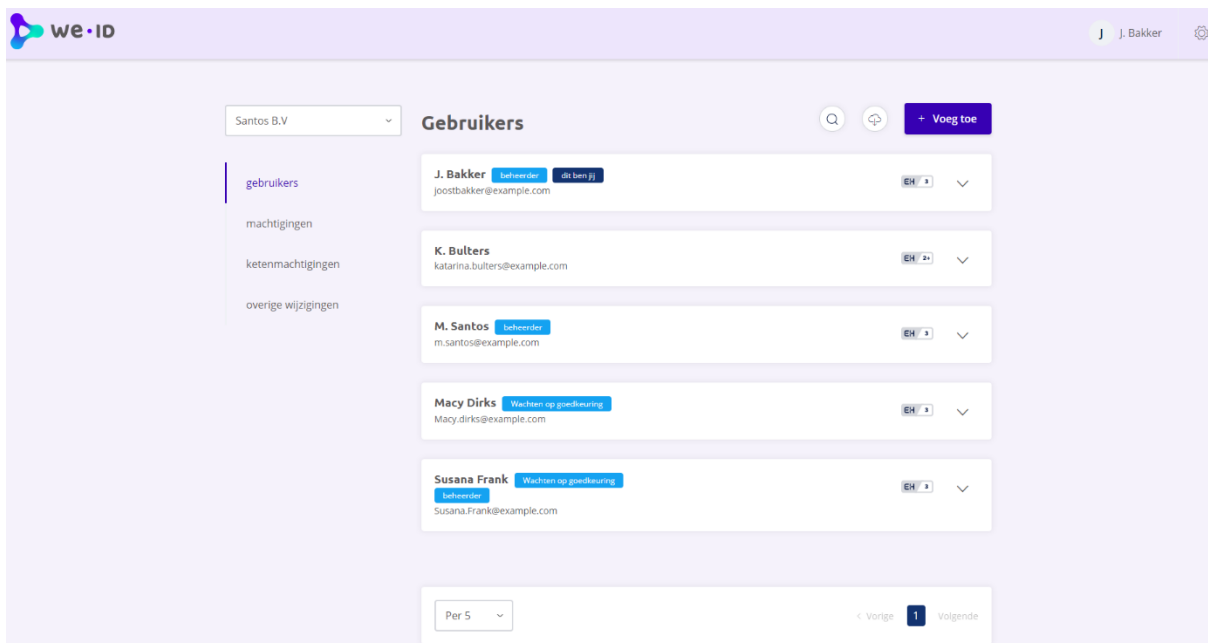 we·ID
J J. Bakker
Santos B.V
Gebruikers
+ Voeg toe
gebruikers
machtigingen
ketenmachtigingen
overige wijzigingen
J. Bakker beheerder dit ben jij
joostbakker@example.com
EH 3
K. Bulters
katarina.bulters@example.com
EH 2+
M. Santos beheerder
m.santos@example.com
EH 3
Macy Dirks Wachten op goedkeuring
Macy.dirks@example.com
EH 3
Susana Frank Wachten op goedkeuring
beheerder
Susana.Frank@example.com
EH 3
Per 5
< Vorige 1 Volgende